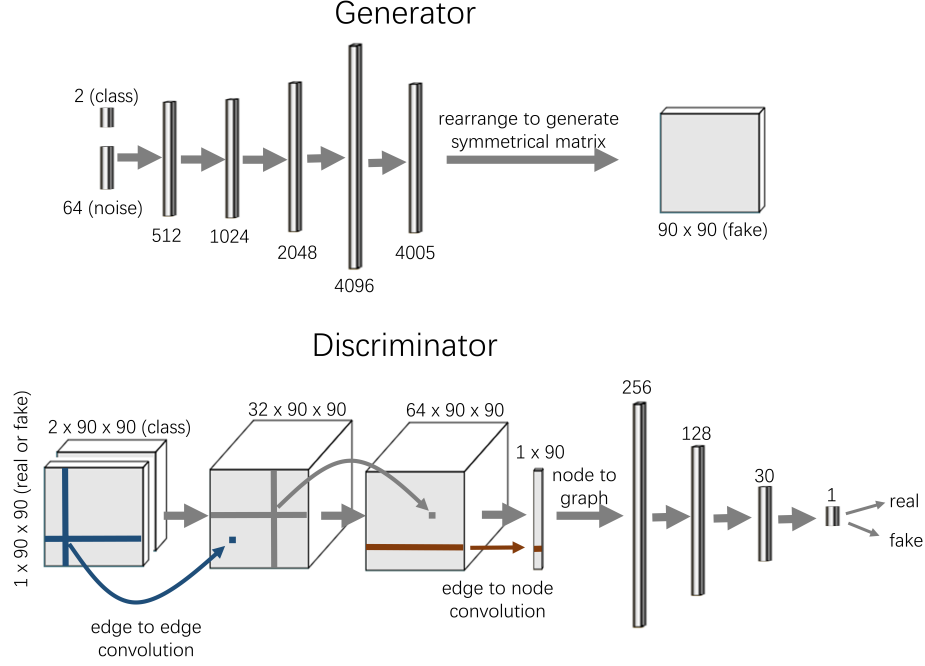 Generator
2 (class)
64 (noise)
512
1024
2048
4096
4005
rearrange to generate
symmetrical matrix
90 x 90 (fake)
Discriminator
1 x 90 x 90 (real or fake)
2 x 90 x 90 (class)
32 x 90 x 90
64 x 90 x 90
1 x 90
node to
graph
256
128
30
1
real
fake
edge to edge
convolution
edge to node
convolution